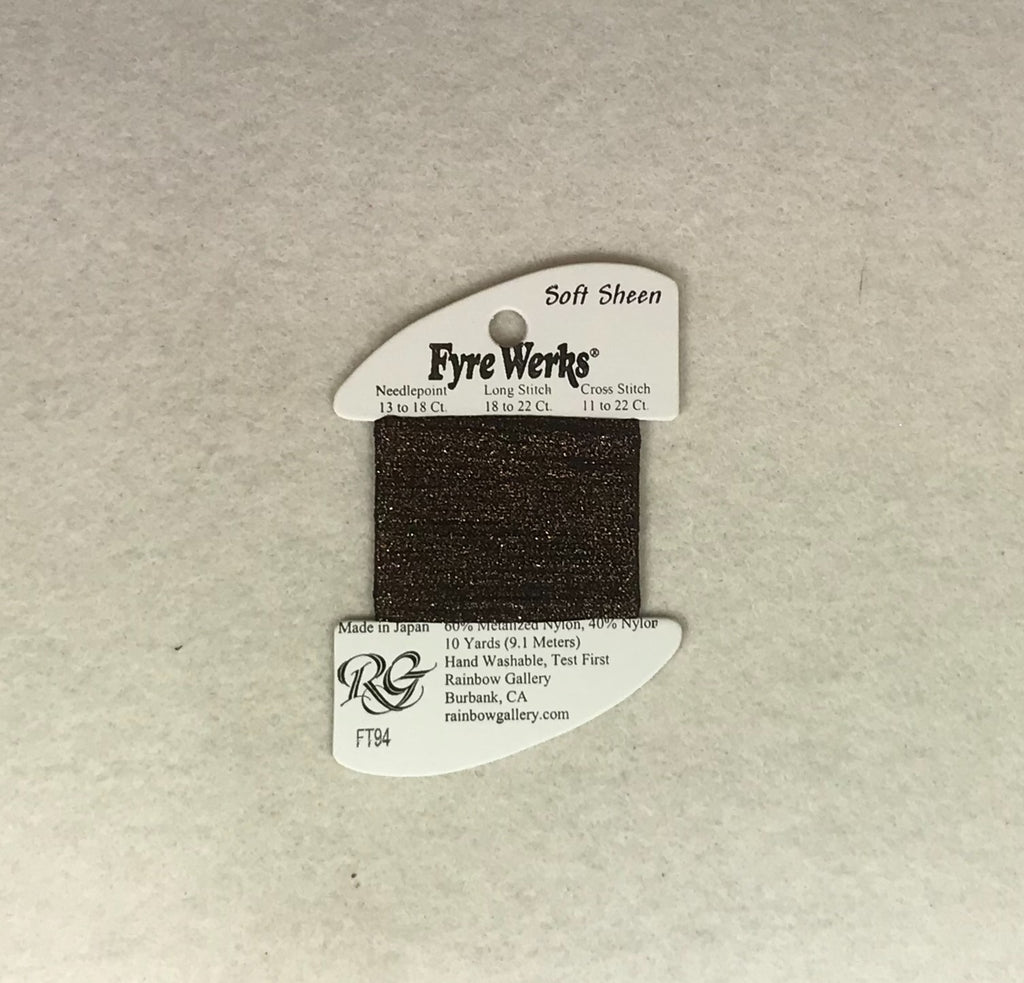 Soft Sheen
Fyre Werks®
Needlepoint Long Stitch Cross Stitch
13 to 18 Ct. 18 to 22 Ct. 11 to 22 Ct.
Made in Japan 60% Metalized Nylon, 40% Nylon
10 Yards (9.1 Meters)
RG Hand Washable, Test First
Rainbow Gallery
Burbank, CA
rainbowgallery.com
FT94